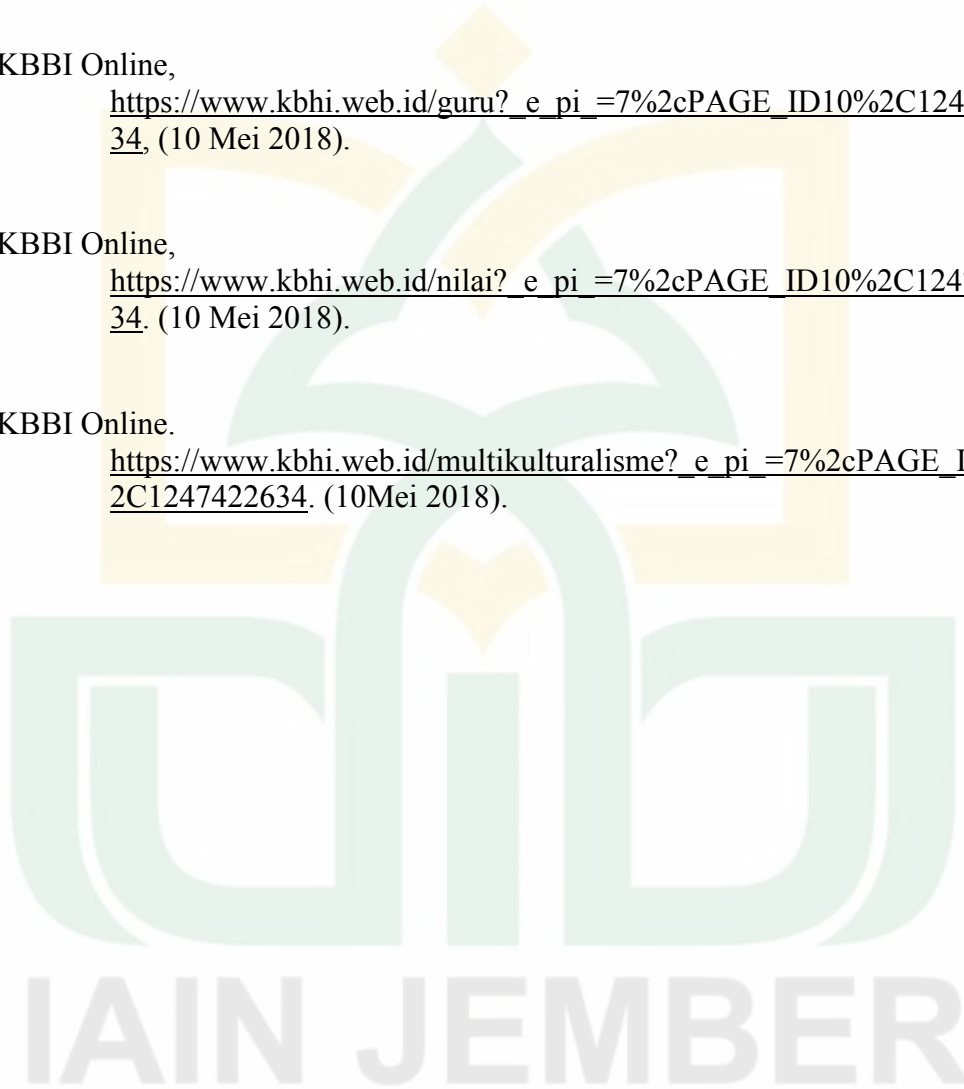 KBBI Online,
https://www.kbhi.web.id/guru?_e_pi_=7%2cPAGE_ID10%2C124
34, (10 Mei 2018).
KBBI Online,
https://www.kbhi.web.id/nilai?_e_pi_=7%2cPAGE_ID10%2C124
34. (10 Mei 2018).
KBBI Online.
https://www.kbhi.web.id/multikulturalisme?_e_pi_=7%2cPAGE_I
2C1247422634. (10Mei 2018).
IAIN JEMBER